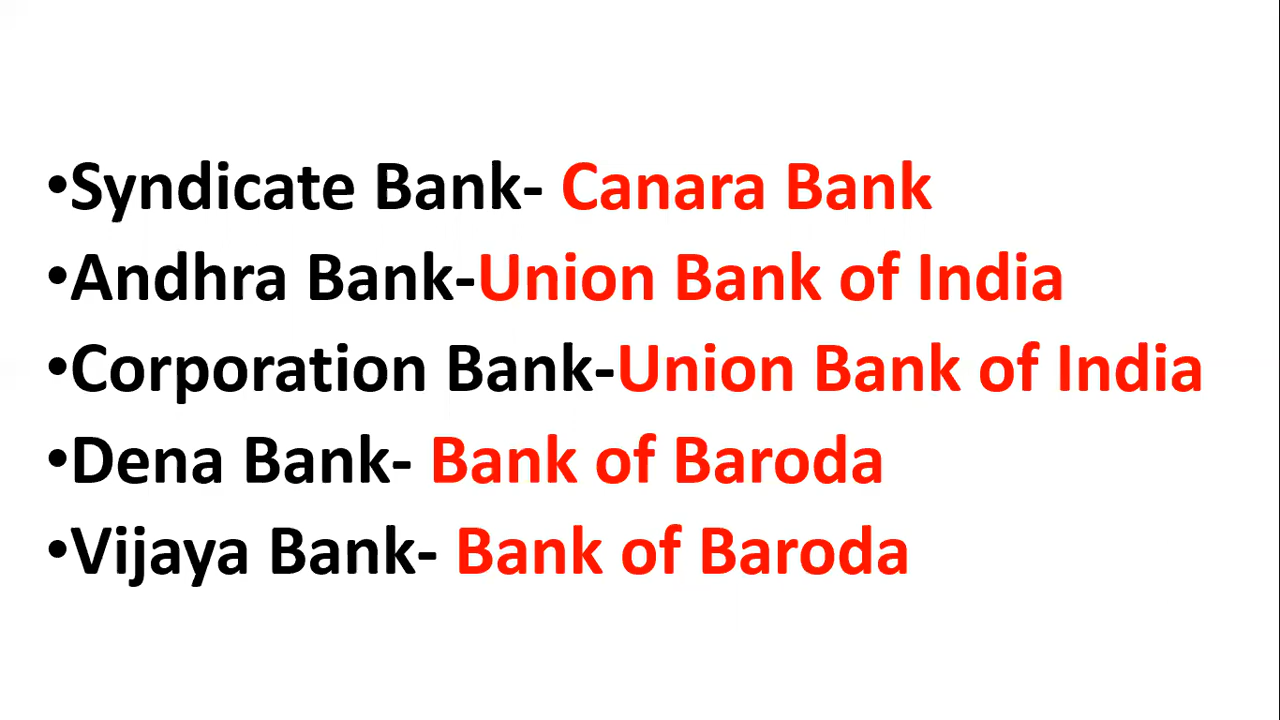 •Syndicate Bank- Canara Bank
•Andhra Bank-Union Bank of India
•Corporation Bank-Union Bank of India
•Dena Bank- Bank of Baroda
•Vijaya Bank- Bank of Baroda